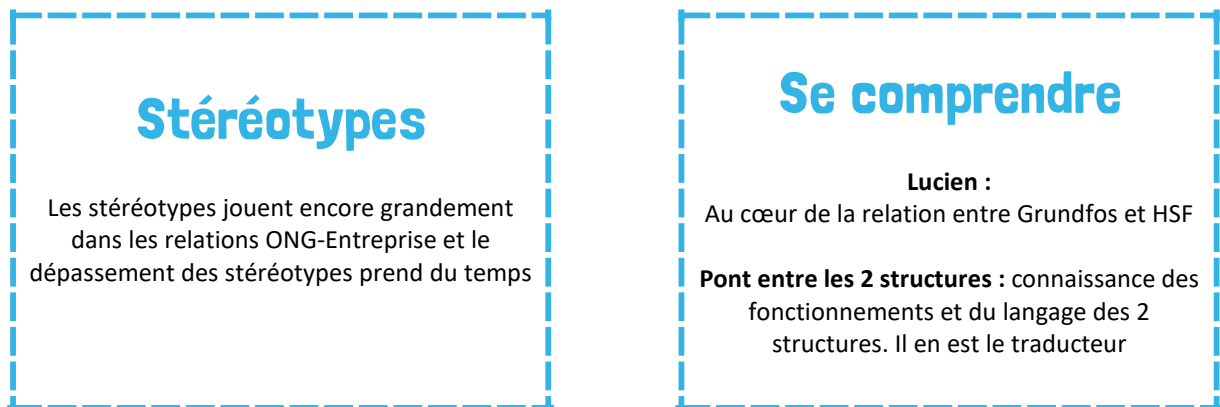 Stéréotypes
Les stéréotypes jouent encore grandement
dans les relations ONG-Entreprise et le
dépassement des stéréotypes prend du temps
Se comprendre
Lucien :
Au cœur de la relation entre Grundfos et HSF
Pont entre les 2 structures : connaissance des
fonctionnements et du langage des 2
structures. Il en est le traducteur